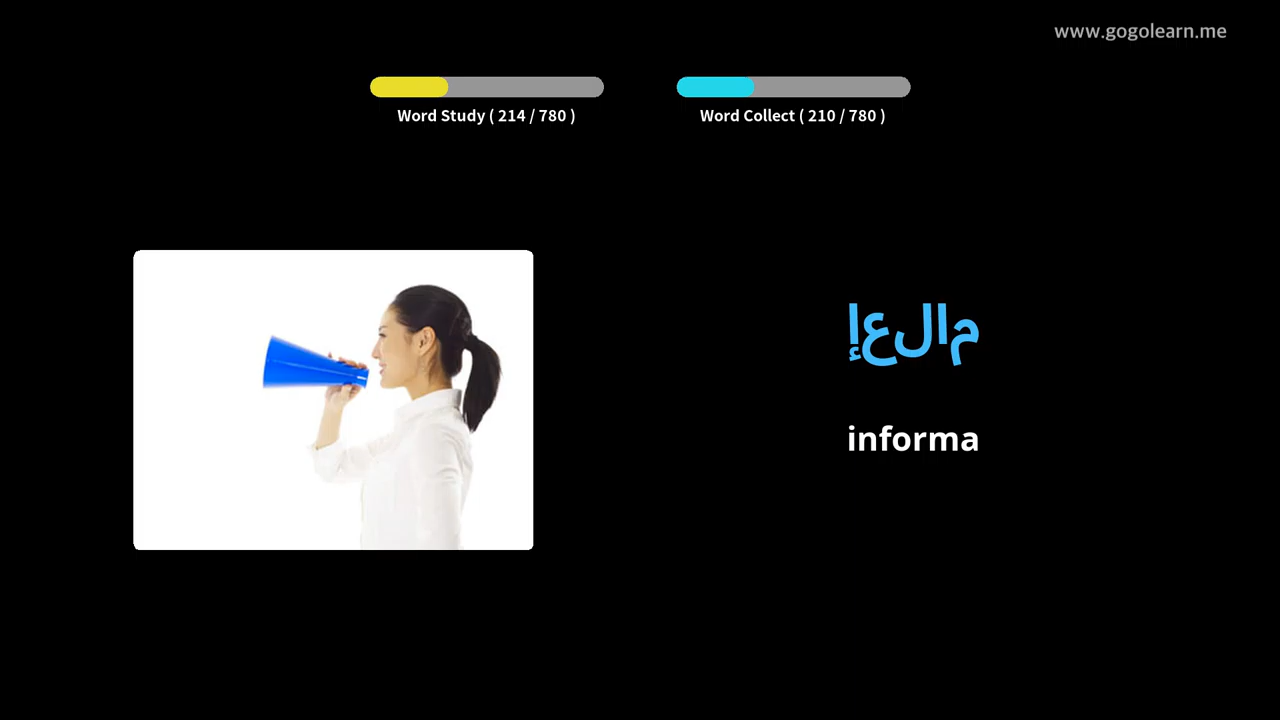 www.gogolearn.me
Word Study ( 214 / 780 )
Word Collect ( 210 / 780 )
إعلام
informa